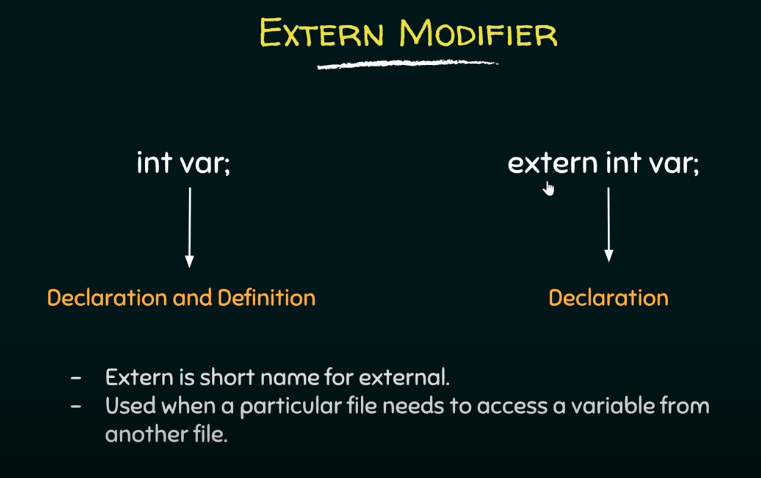 EXTERN MODIFIER
int var;
extern int var;
Declaration and Definition
Declaration
- Extern is short name for external.
- Used when a particular file needs to access a variable from
another file.